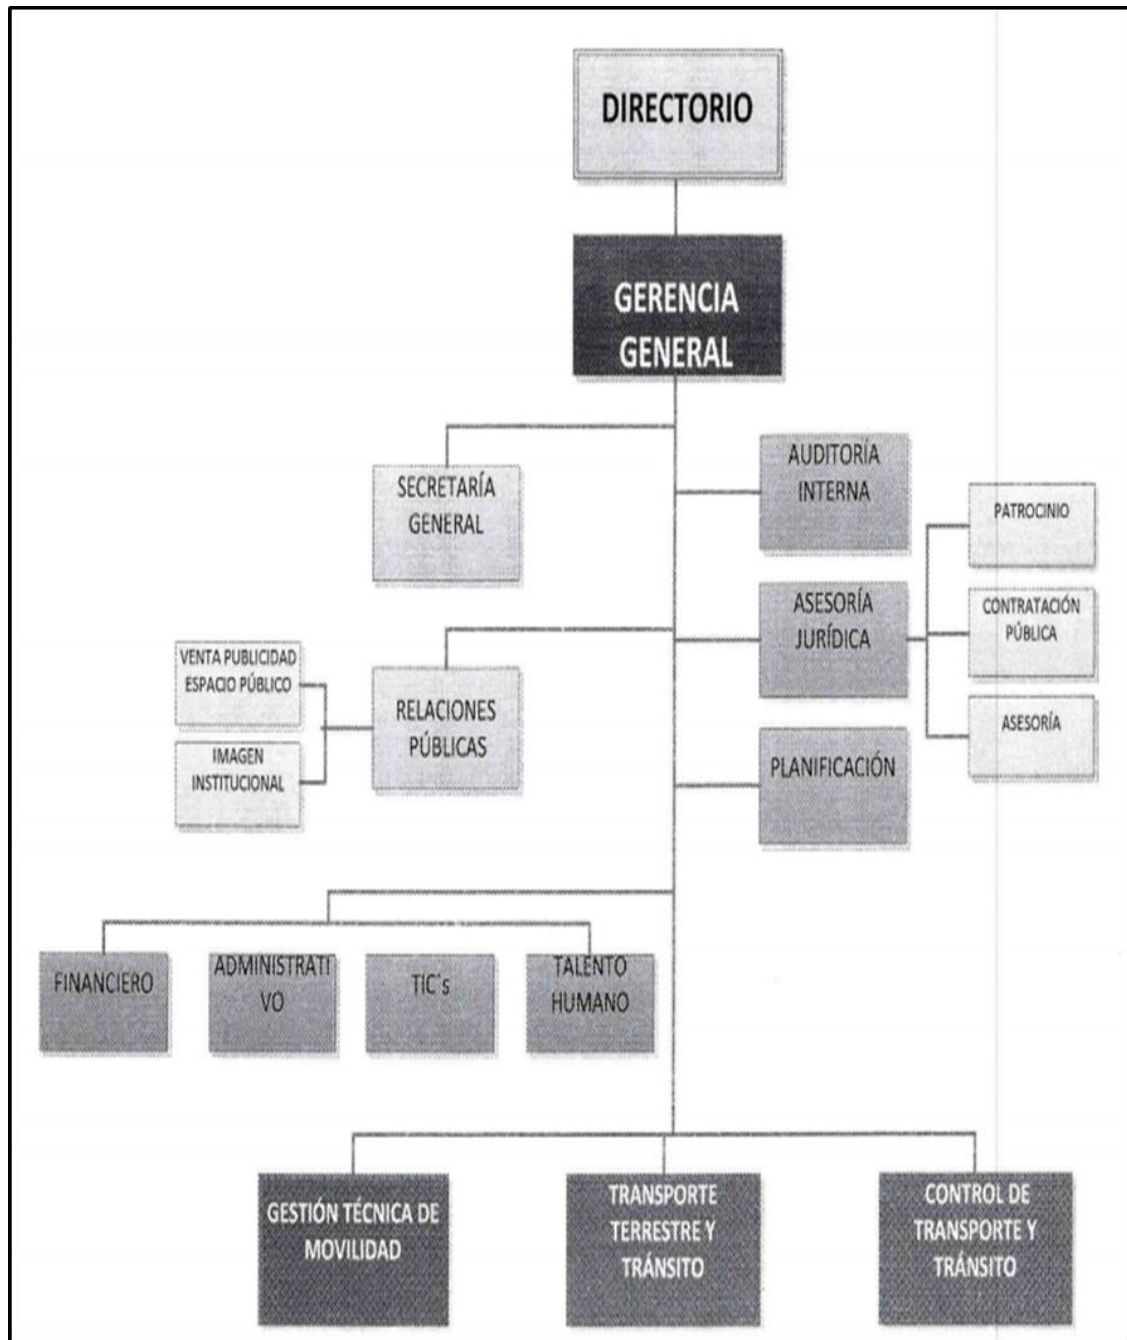 DIRECTORIO
GERENCIA
GENERAL
SECRETARÍA
GENERAL
AUDITORÍA
INTERNA
PATROCINIO
ASESORÍA
JURÍDICA
CONTRATACIÓN
PÚBLICA
ASESORÍA
VENTA PUBLICIDAD
ESPACIO PÚBLICO
IMAGEN
INSTITUCIONAL
RELACIONES
PÚBLICAS
PLANIFICACIÓN
FINANCIERO
ADMINISTRATI
VO
TIC´s
TALENTO
HUMANO
GESTIÓN TÉCNICA DE
MOVILIDAD
TRANSPORTE
TERRESTRE Y
TRÁNSITO
CONTROL DE
TRANSPORTE Y
TRÁNSITO